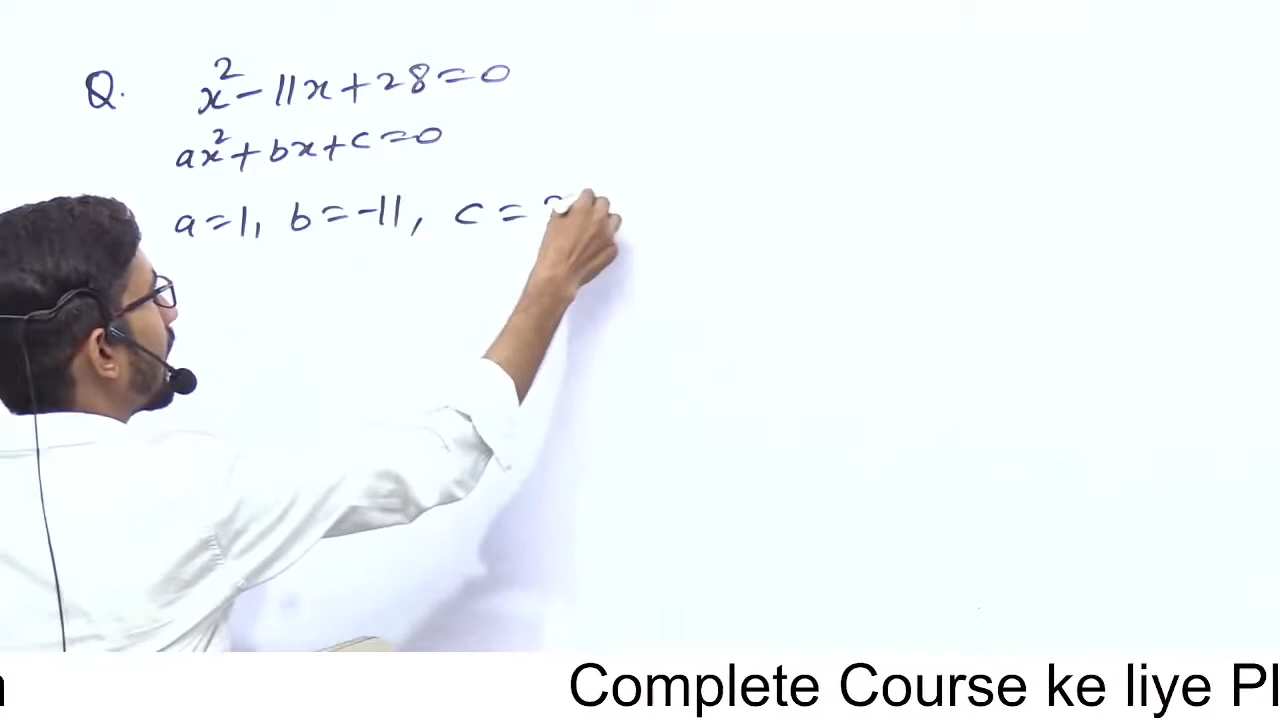 Q. x² - 11x + 28 = 0
ax² + bx + c = 0
a = 1, b = -11, c =
Complete Course ke liye Pl